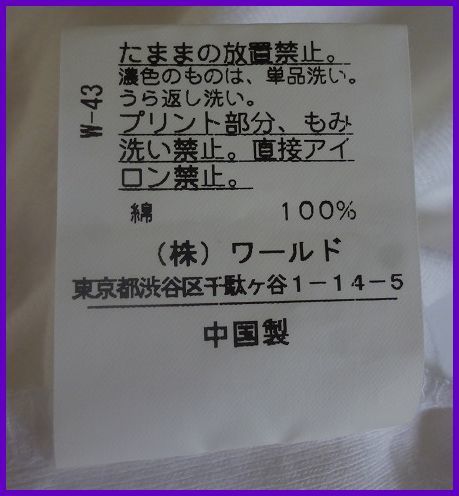 たままの放置禁止。
濃色のものは、単品洗い。
うら返し洗い。
プリント部分、もみ
洗い禁止。直接アイ
ロン禁止。
綿 100%
(株)ワールド
東京都渋谷区千駄ヶ谷1-14-5
中国製
W-43